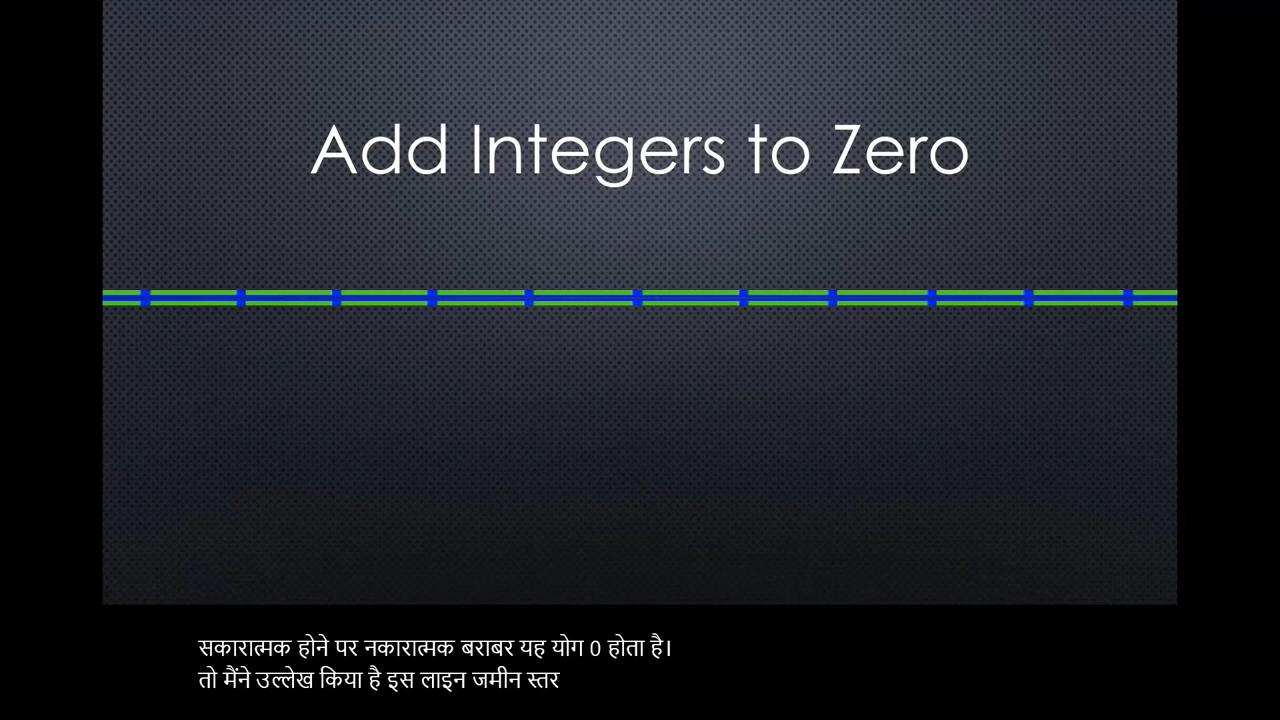 Add Integers to Zero
सकारात्मक होने पर नकारात्मक बराबर यह योग 0 होता है।
तो मैंने उल्लेख किया है इस लाइन जमीन स्तर